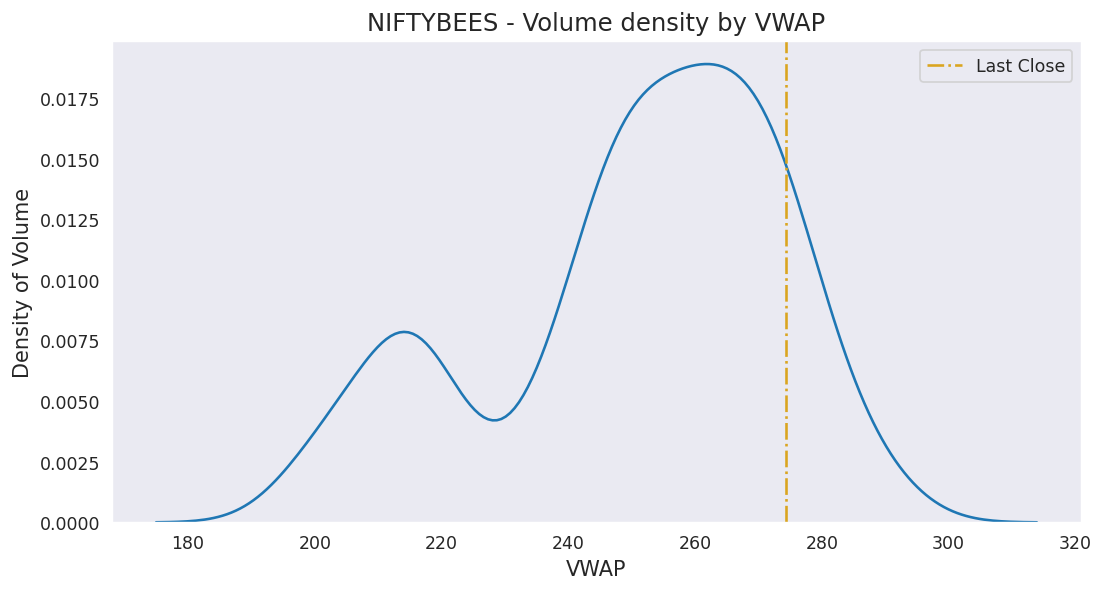 NIFTYBEES - Volume density by VWAP
Last Close
Density of Volume
0.0175
0.0150
0.0125
0.0100
0.0075
0.0050
0.0025
0.0000
180 200 220 240 260 280 300 320
VWAP